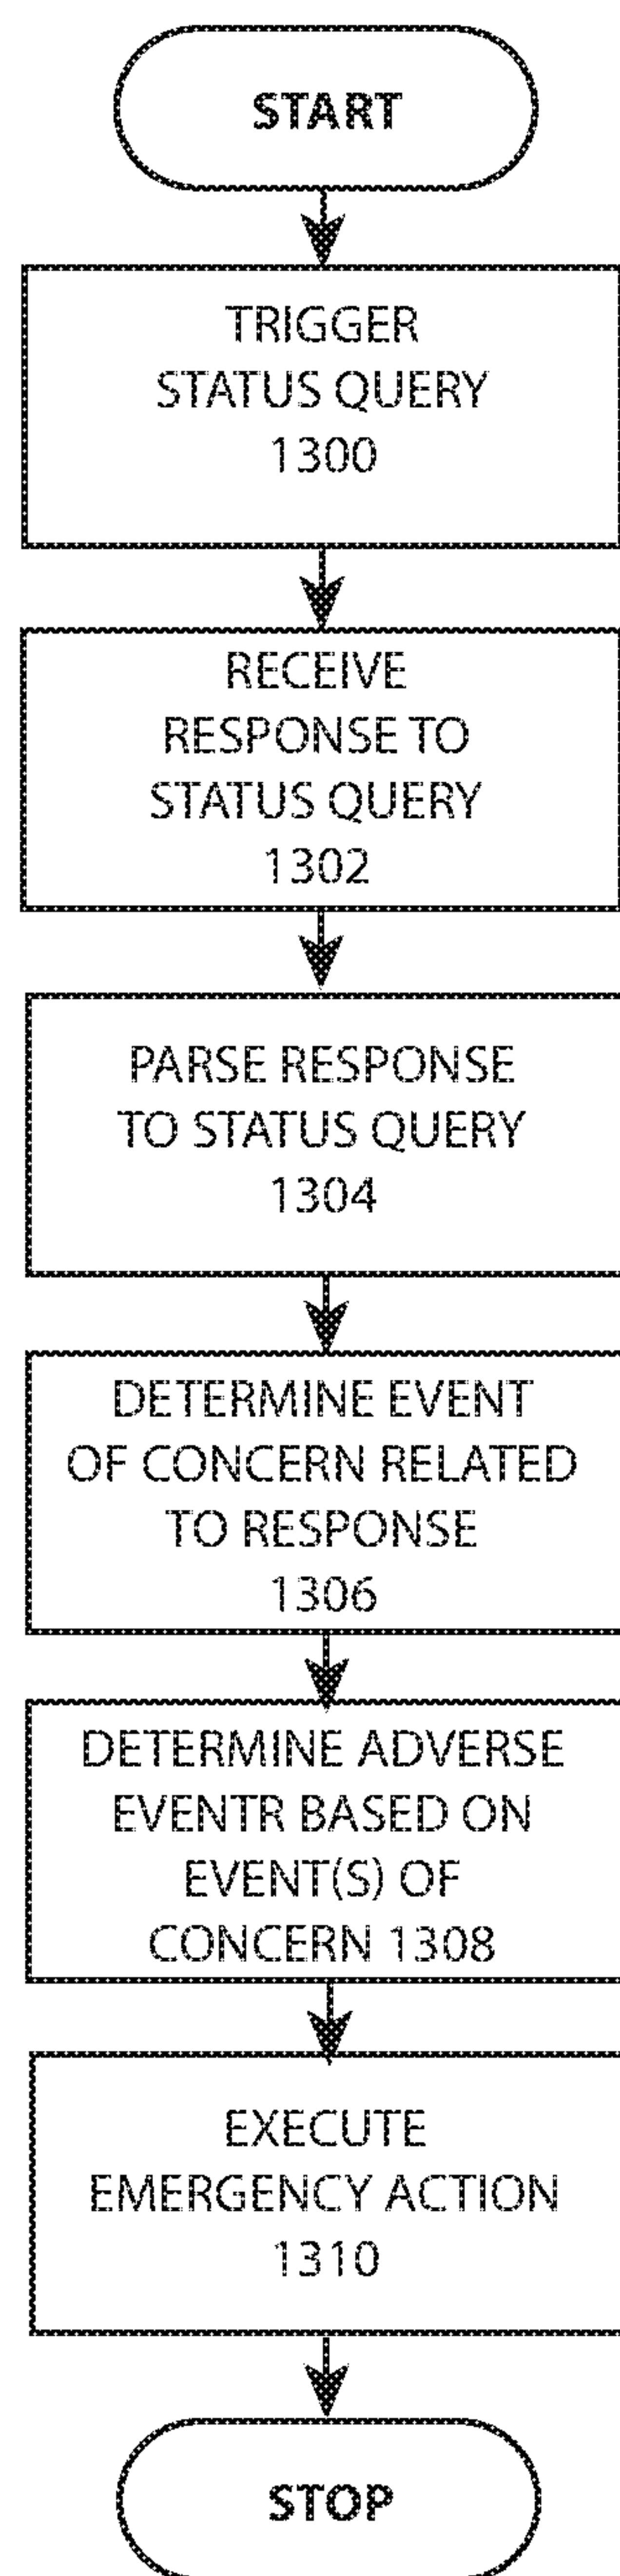 START
TRIGGER
STATUS QUERY
1300
RECEIVE
RESPONSE TO
STATUS QUERY
1302
PARSE RESPONSE
TO STATUS QUERY
1304
DETERMINE EVENT
OF CONCERN RELATED
TO RESPONSE
1306
DETERMINE ADVERSE
EVENTR BASED ON
EVENT(S) OF
CONCERN 1308
EXECUTE
EMERGENCY ACTION
1310
STOP